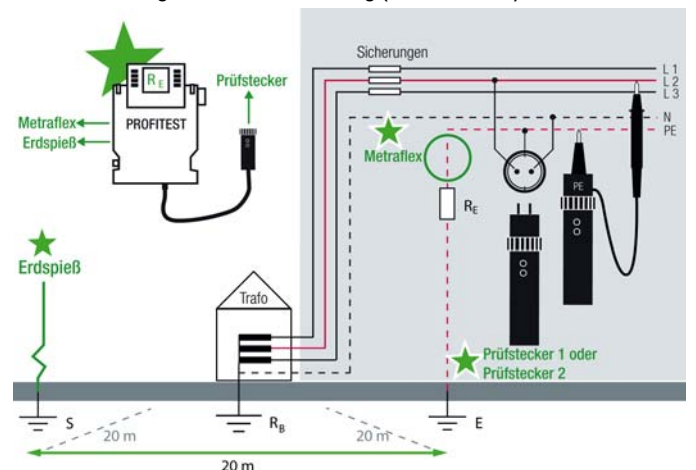 Sicherungen
L 1
L 2
L 3
N
PE
R E
Prüfstecker
PROFITEST
Metraflex
Erdspieß
Metraflex
R E
PE
Erdspieß
Trafo
Prüfstecker 1 oder
Prüfstecker 2
S
R B
E
20 m
20 m
20 m